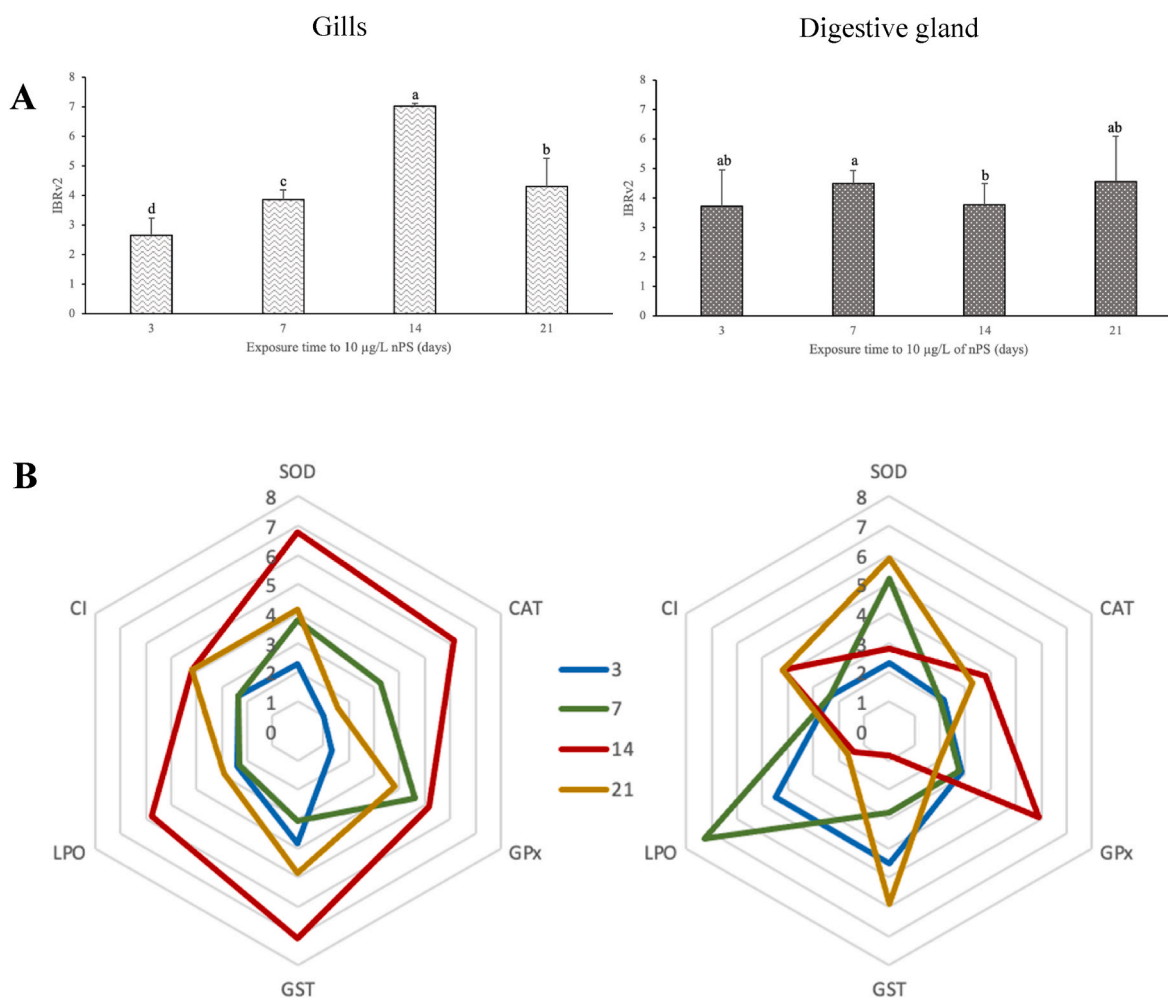 Gills
Digestive gland
A
8
7
6
5
4
3
2
1
0
IBRv2
d
c
a
b
3 7 14 21
Exposure time to 10 µg/L nPS (days)
8
7
6
5
4
3
2
1
0
IBRv2
ab
a
b
ab
3 7 14 21
Exposure time to 10 µg/L of nPS (days)
B
SOD
8
7
6
5
4
3
2
1
0
CI
CAT
LPO
GPx
GST
3
7
14
21
SOD
8
7
6
5
4
3
2
1
0
CI
CAT
LPO
GPx
GST